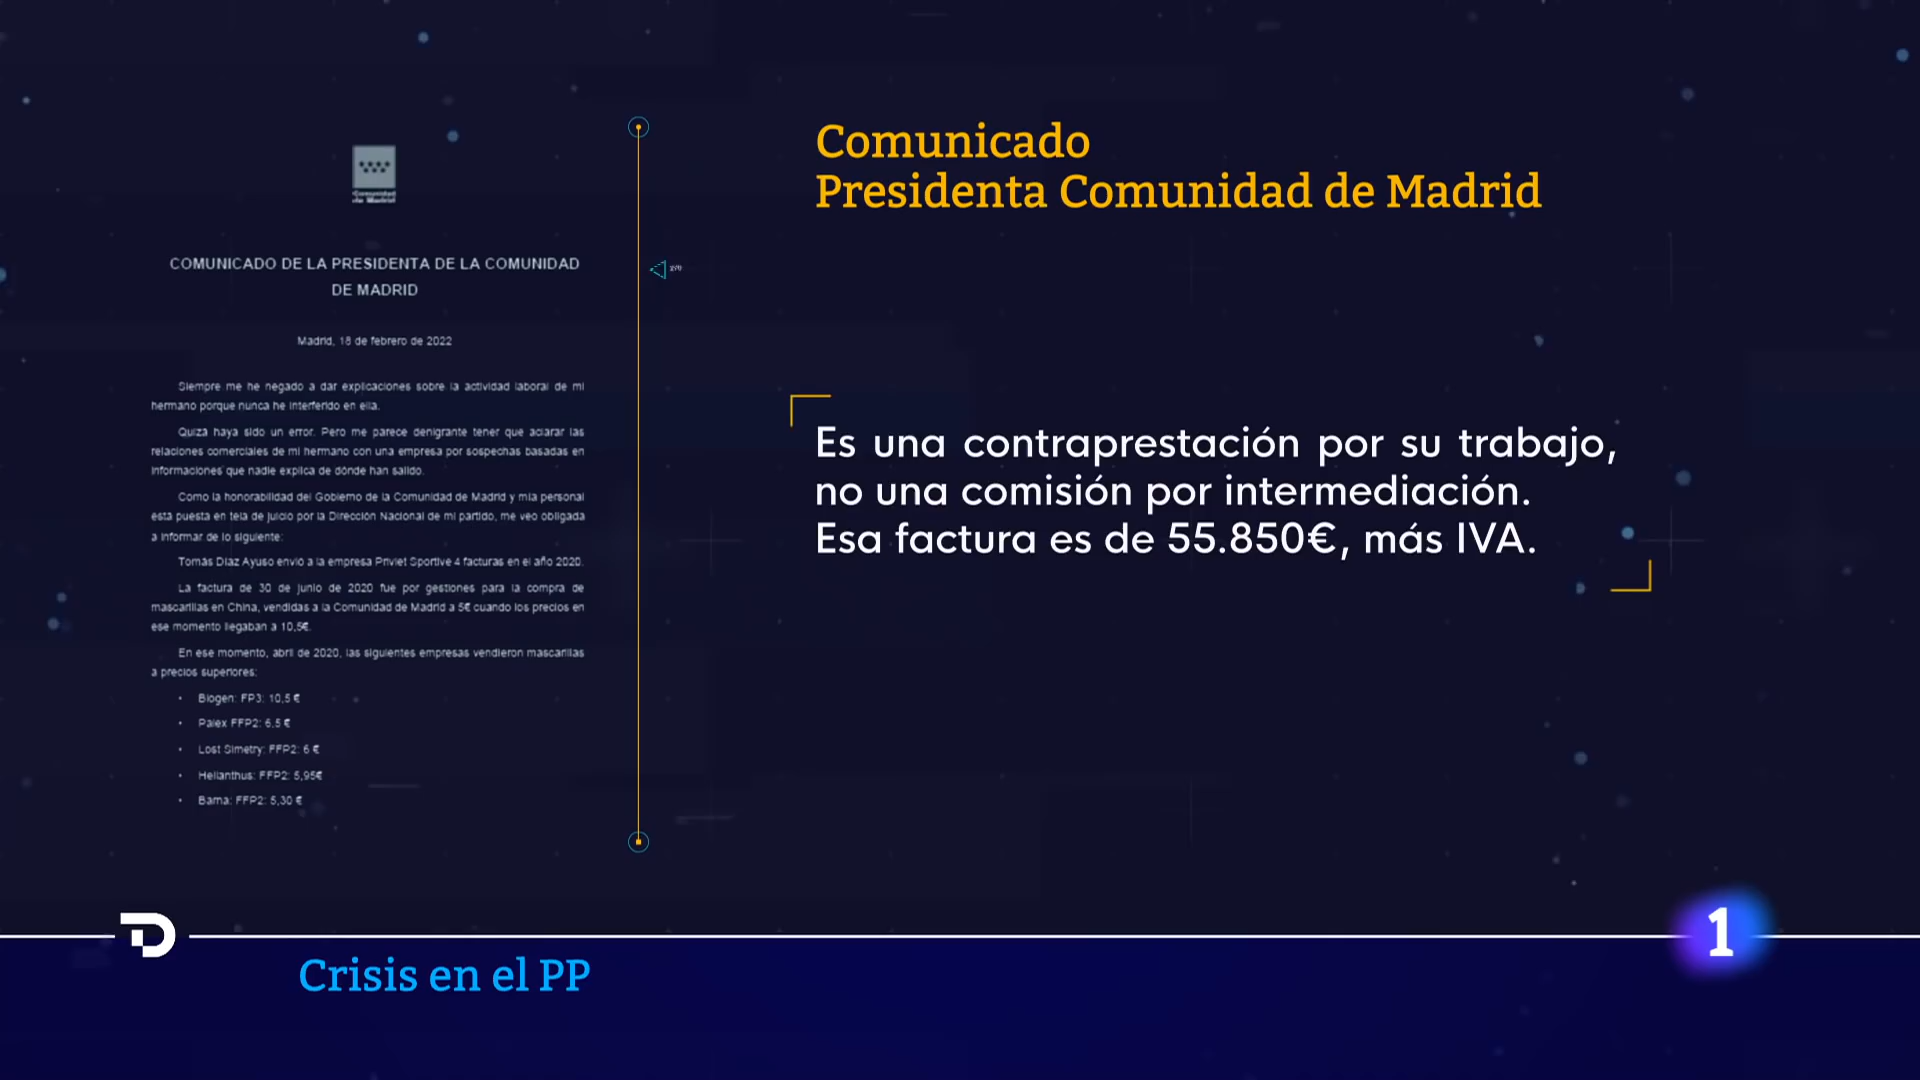 Comunidad
de Madrid
COMUNICADO DE LA PRESIDENTA DE LA COMUNIDAD
DE MADRID
Madrid, 18 de febrero de 2022
Siempre me he negado a dar explicaciones sobre la actividad laboral de mi
hermano porque nunca he interferido en ella.
Quizá haya sido un error. Pero me parece denigrante tener que aclarar las
relaciones comerciales de mi hermano con una empresa por sospechas basadas en
informaciones que nadie explica de dónde han salido.
Como la honorabilidad del Gobierno de la Comunidad de Madrid y mía personal
está puesta en tela de juicio por la Dirección Nacional de mi partido, me veo obligada
a informar de lo siguiente:
Tomás Díaz Ayuso envió a la empresa Priviet Sportive 4 facturas en el año 2020.
La factura de 30 de junio de 2020 fue por gestiones para la compra de
mascarillas en China, vendidas a la Comunidad de Madrid a 5€ cuando los precios en
ese momento llegaban a 10,5€.
En ese momento, abril de 2020, las siguientes empresas vendieron mascarillas
a precios superiores:
• Biogen: FP3: 10,5 €
• Palex FFP2: 6,5 €
• Lost Simetry: FFP2: 6 €
• Helianthus: FFP2: 5,95€
• Bama: FFP2: 5,30 €
Comunicado
Presidenta Comunidad de Madrid
Es una contraprestación por su trabajo,
no una comisión por intermediación.
Esa factura es de 55.850€, más IVA.
1
Crisis en el PP